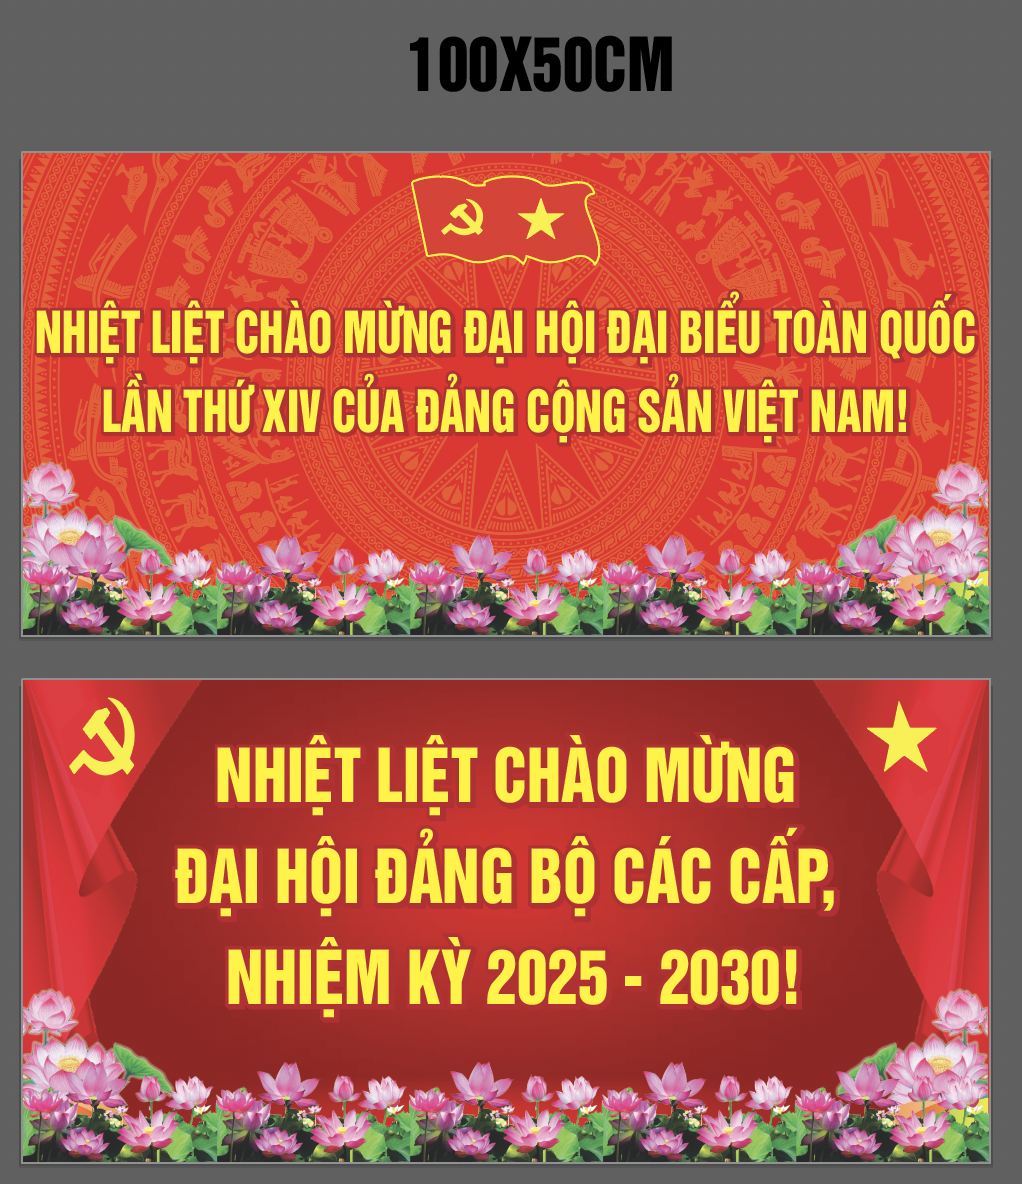 100X50CM
NHIỆT LIỆT CHÀO MỪNG ĐẠI HỘI ĐẠI BIỂU TOÀN QUỐC
LẦN THỨ XIV CỦA ĐẢNG CỘNG SẢN VIỆT NAM!
NHIỆT LIỆT CHÀO MỪNG
ĐẠI HỘI ĐẢNG BỘ CÁC CẤP,
NHIỆM KỲ 2025 - 2030!